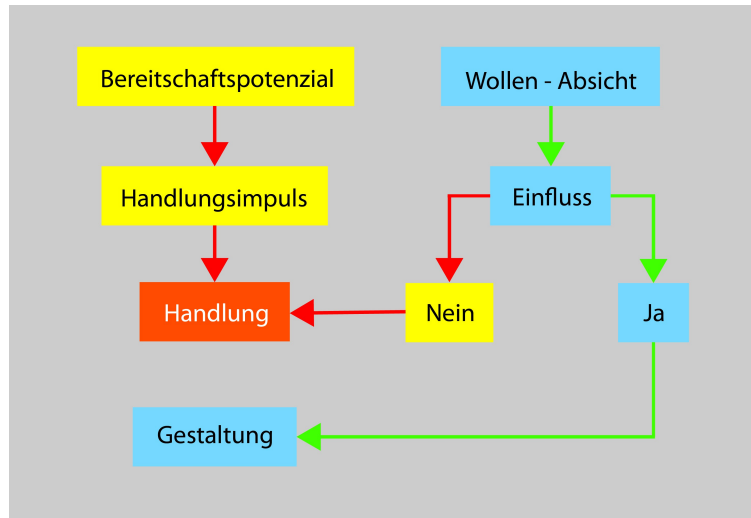 Bereitschaftspotenzial
Wollen - Absicht
Handlungsimpuls
Einfluss
Handlung
Nein
Ja
Gestaltung